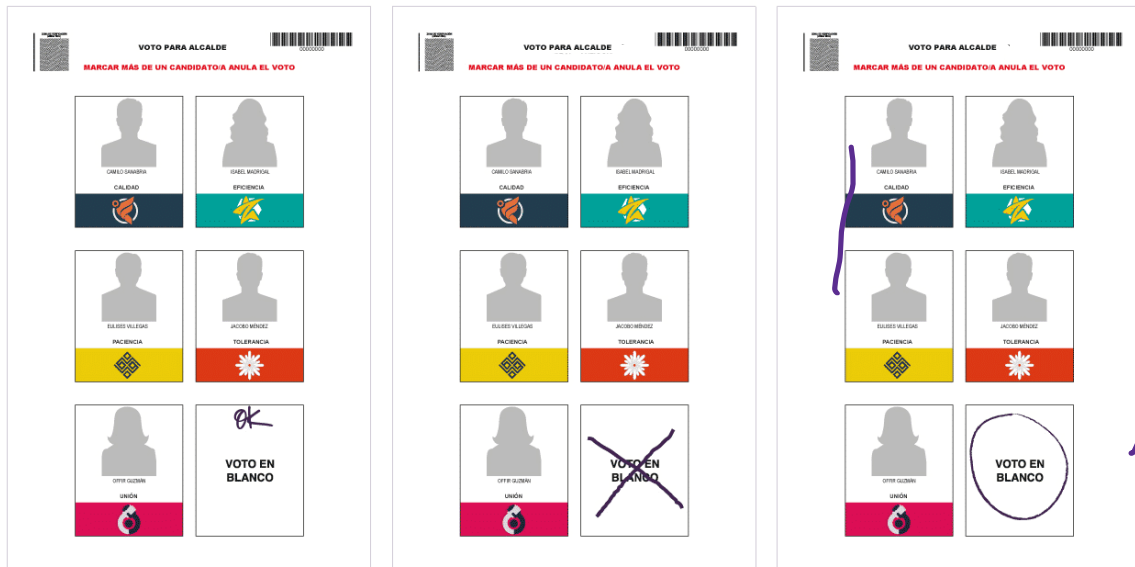 VOTO PARA ALCALDE
00000000
MARCAR MÁS DE UN CANDIDATO/A ANULA EL VOTO
CAMILO SANABRIA
ISABEL MADRIGAL
CALIDAD
EFICIENCIA
EULISES VILLEGAS
JACOBO MÉNDEZ
PACIENCIA
TOLERANCIA
OK
OFFIR GUZMÁN
VOTO EN
BLANCO
UNIÓN
VOTO PARA ALCALDE
00000000
MARCAR MÁS DE UN CANDIDATO/A ANULA EL VOTO
CAMILO SANABRIA
ISABEL MADRIGAL
CALIDAD
EFICIENCIA
EULISES VILLEGAS
JACOBO MÉNDEZ
PACIENCIA
TOLERANCIA
VOTO EN
BLANCO
OFFIR GUZMÁN
UNIÓN
VOTO PARA ALCALDE
00000000
MARCAR MÁS DE UN CANDIDATO/A ANULA EL VOTO
CAMILO SANABRIA
ISABEL MADRIGAL
CALIDAD
EFICIENCIA
EULISES VILLEGAS
JACOBO MÉNDEZ
PACIENCIA
TOLERANCIA
VOTO EN
BLANCO
OFFIR GUZMÁN
UNIÓN